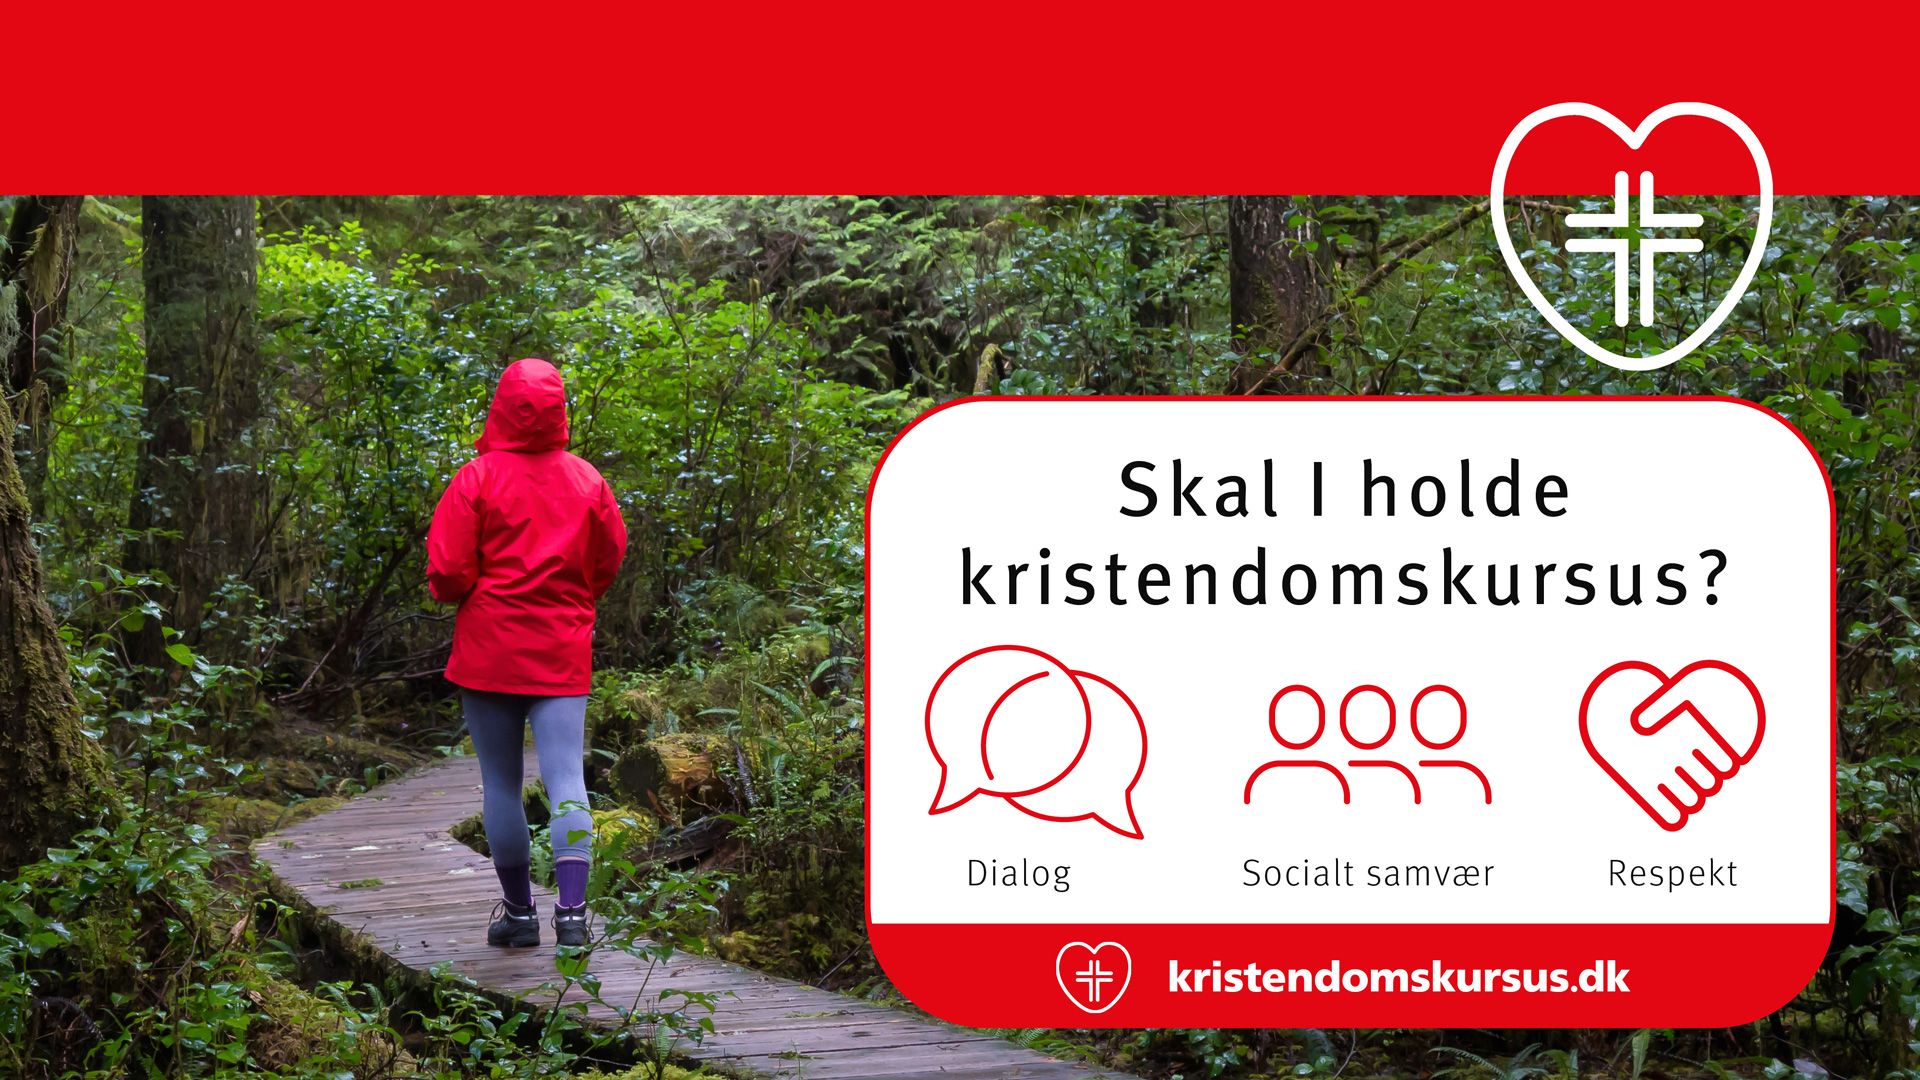 Skal I holde
kristendomskursus?
Dialog
Socialt samvær
Respekt
kristendomskursus.dk